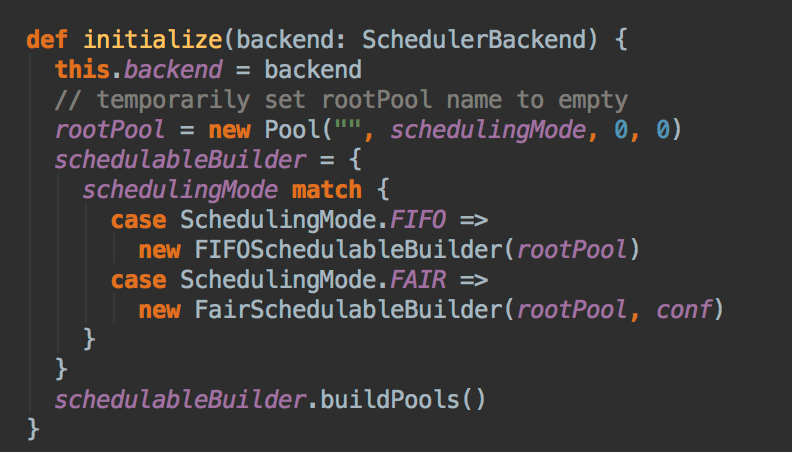 def initialize(backend: SchedulerBackend) {
  this.backend = backend
  // temporarily set rootPool name to empty
  rootPool = new Pool("", schedulingMode, 0, 0)
  schedulableBuilder = {
    schedulingMode match {
      case SchedulingMode.FIFO =>
        new FIFOSchedulableBuilder(rootPool)
      case SchedulingMode.FAIR =>
        new FairSchedulableBuilder(rootPool, conf)
    }
  }
  schedulableBuilder.buildPools()
}